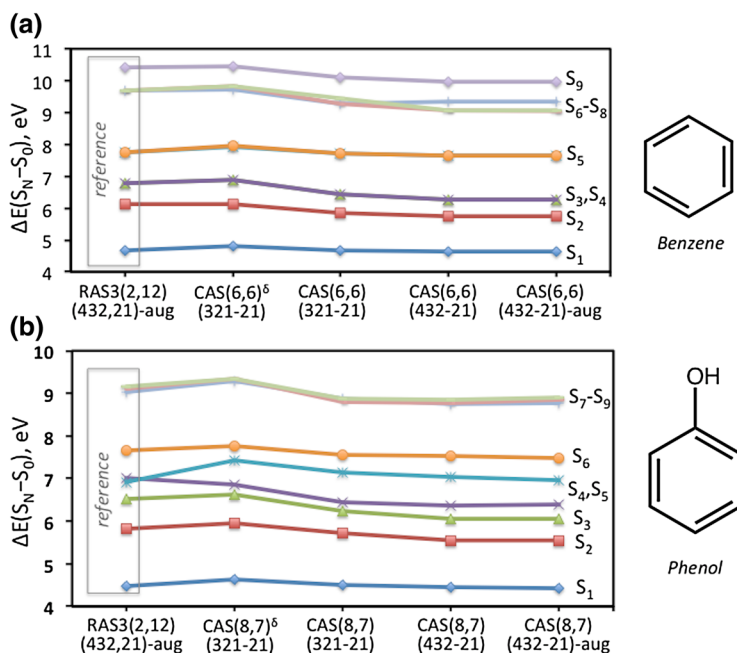 (a)
ΔE(S_N−S_0), eV
11
10
9
8
7
6
5
4
reference
S_9
S_6-S_8
S_5
S_3,S_4
S_2
S_1
RAS3(2,12)
(432,21)-aug
CAS(6,6)^δ
(321-21)
CAS(6,6)
(321-21)
CAS(6,6)
(432-21)
CAS(6,6)
(432-21)-aug
Benzene
(b)
ΔE(S_N−S_0), eV
10
9
8
7
6
5
4
reference
S_7-S_9
S_6
S_4,S_5
S_3
S_2
S_1
RAS3(2,12)
(432,21)-aug
CAS(8,7)^δ
(321-21)
CAS(8,7)
(321-21)
CAS(8,7)
(432-21)
CAS(8,7)
(432-21)-aug
OH
Phenol